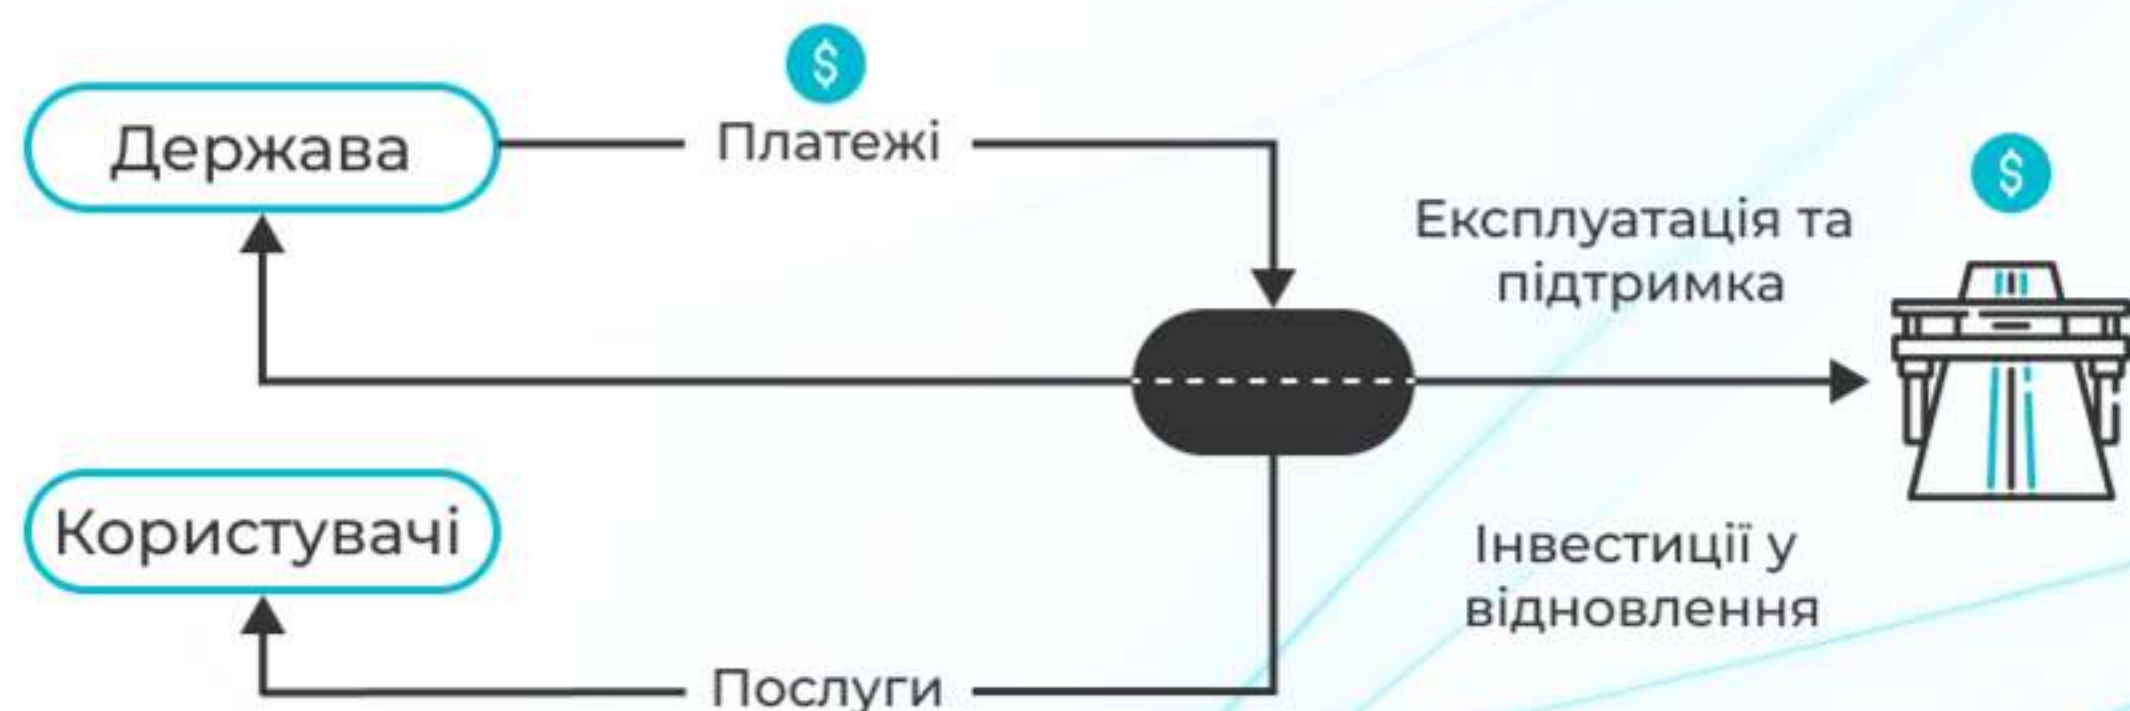 $
Держава
Платежі
$
Експлуатація та
підтримка
Користувачі
Інвестиції у
відновлення
Послуги